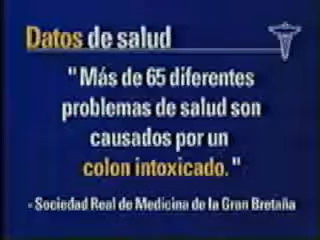 Datos de salud
"Más de 65 diferentes
problemas de salud son
causados por un
colon intoxicado."
- Sociedad Real de Medicina de la Gran Bretaña